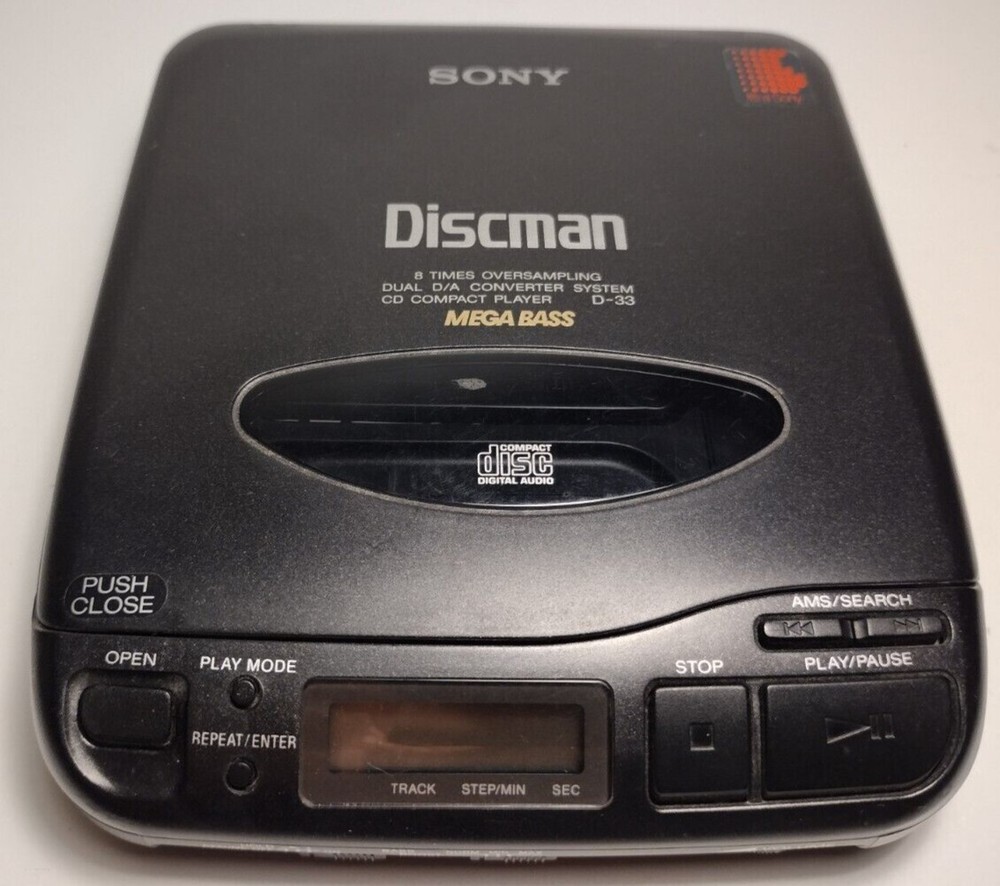 SONY
Discman
8 TIMES OVERSAMPLING
DUAL D/A CONVERTER SYSTEM
CD COMPACT PLAYER D-33
MEGA BASS
COMPACT
disc
DIGITAL AUDIO
PUSH
CLOSE
AMS/SEARCH
OPEN
PLAY MODE
STOP
PLAY/PAUSE
REPEAT/ENTER
TRACK STEP/MIN SEC